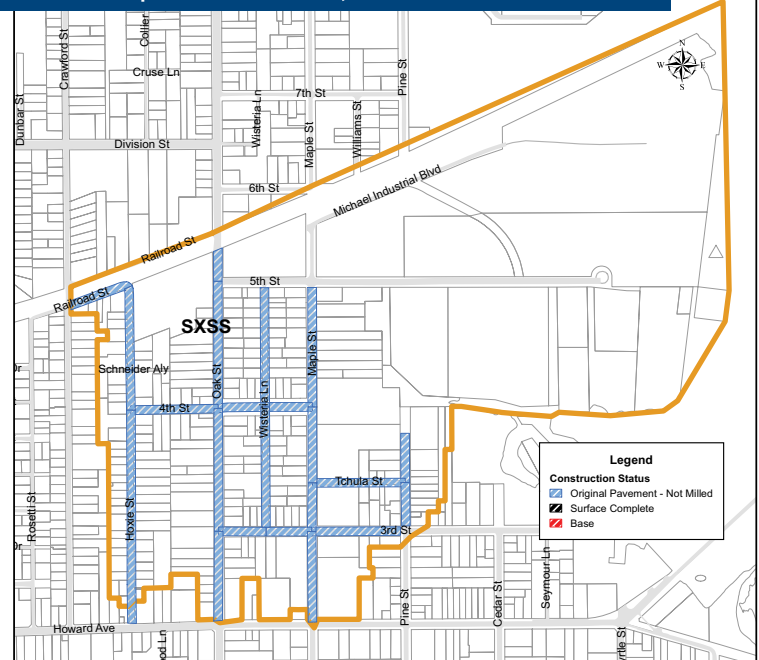 Crawford St
Collier
Cruse Ln
Dunbar St
7th St
Wisteria Ln
Maple St
Williams St
Pine St
N
W
E
S
Division St
6th St
Michael Industrial Blvd
Railroad St
5th St
Railroad St
SXSS
Schneider Aly
Oak St
Maple St
Wisteria Ln
4th St
Tchula St
3rd St
Hoxie St
Rosetti St
Howard Ave
Pine St
Cedar St
Seymour Ln
Legend
Construction Status
Original Pavement - Not Milled
Surface Complete
Base